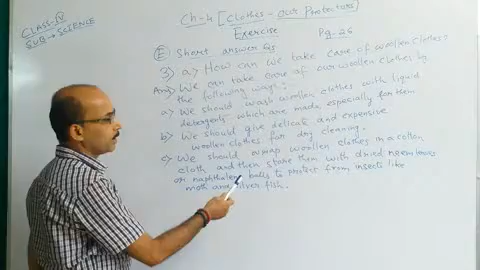 CLASS-IV
SUB → SCIENCE
Ch-4 [Clothes - Our Protectors]
Exercise
Pg-26
E Short answer Qs
3) a) How can we take care of woollen clothes?
Ans) We can take care of our woollen clothes by
the following ways:
a) We should wash woollen clothes with liquid
detergents which are made especially for them
b) We should give delicate and expensive
woollen clothes for dry cleaning.
c) We should wrap woollen clothes in a cotton
cloth and then store them with dried neem leaves
or naphthalene balls to protect from insects like
moth and silver fish.